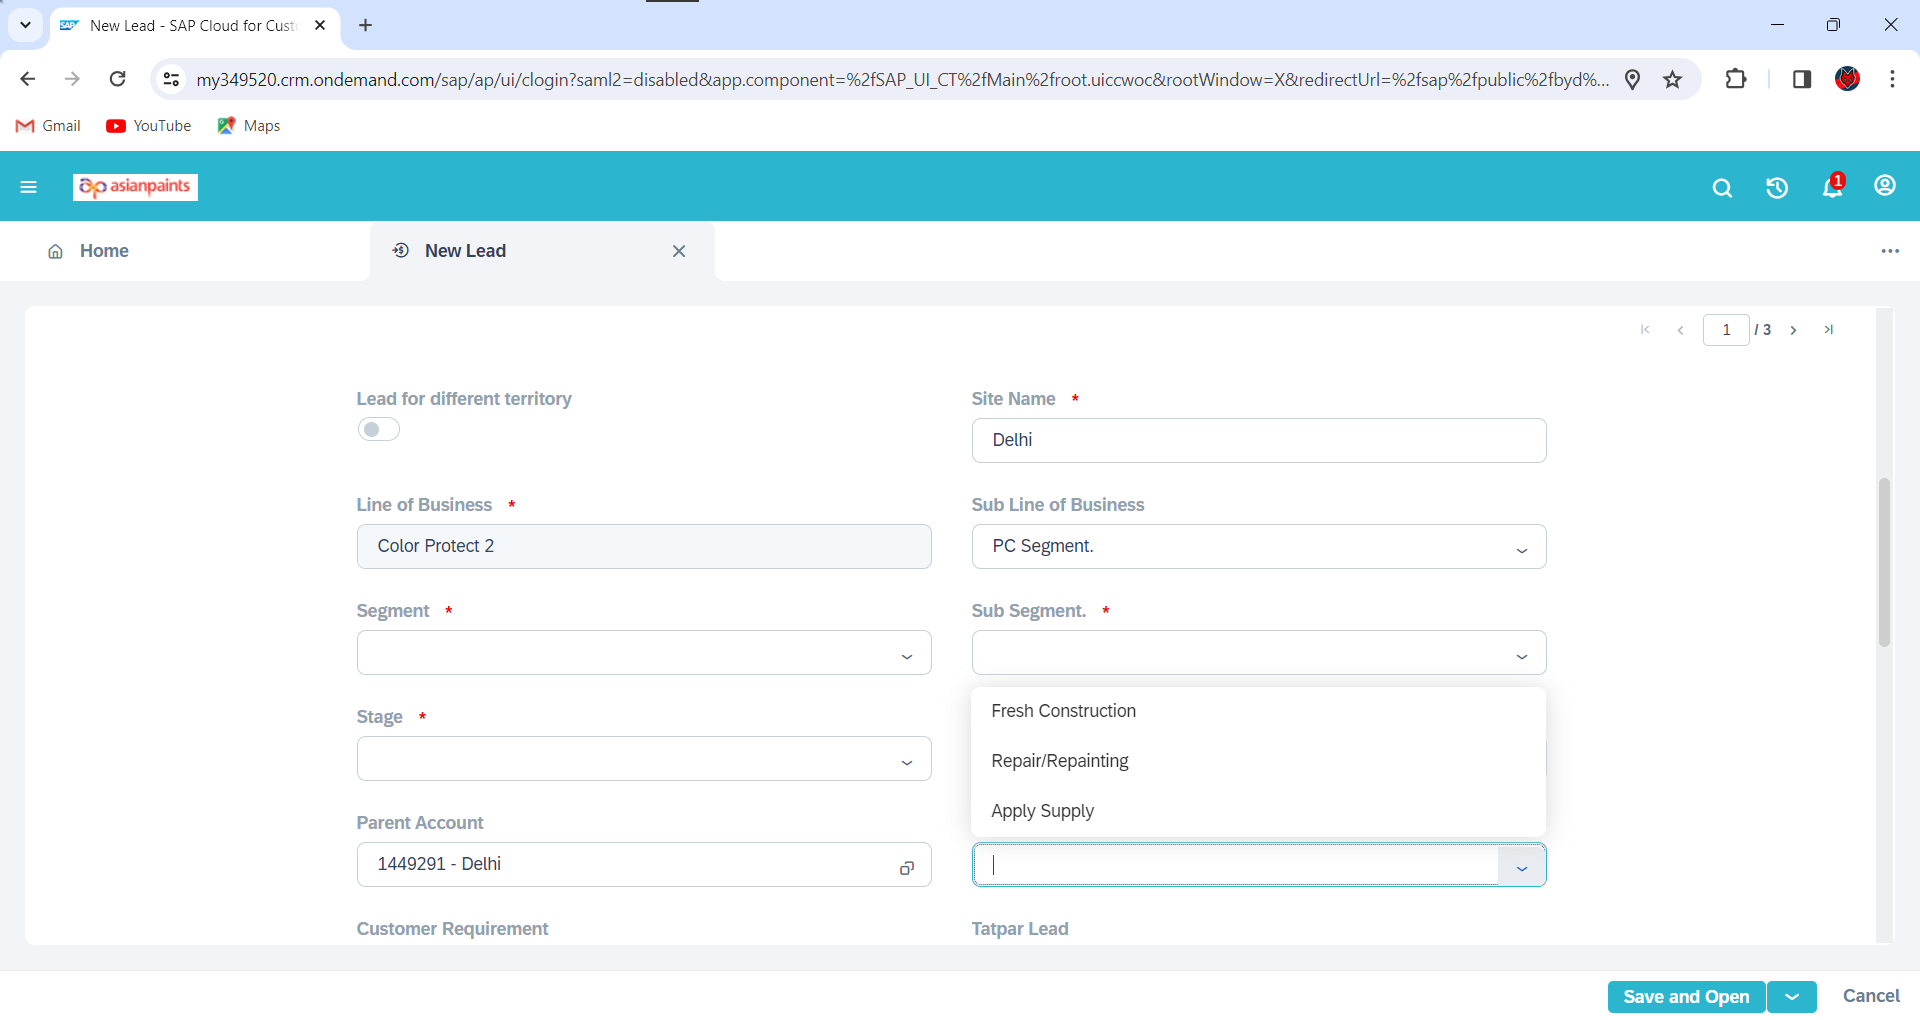 New Lead - SAP Cloud for Cust
my349520.crm.ondemand.com/sap/ap/ui/clogin?saml2=disabled&app.component=%2fSAP_UI_CT%2fMain%2froot.uiccwoc&rootWindow=X&redirectUrl=%2fsap%2fpublic%2fbyd%...
Gmail YouTube Maps
asianpaints 1
Home New Lead
1 / 3
Lead for different territory Site Name *
Delhi
Line of Business * Sub Line of Business
Color Protect 2 PC Segment.
Segment * Sub Segment. *
Fresh Construction
Stage *
Repair/Repainting
Apply Supply
Parent Account
1449291 - Delhi
Customer Requirement Tatpar Lead
Save and Open Cancel